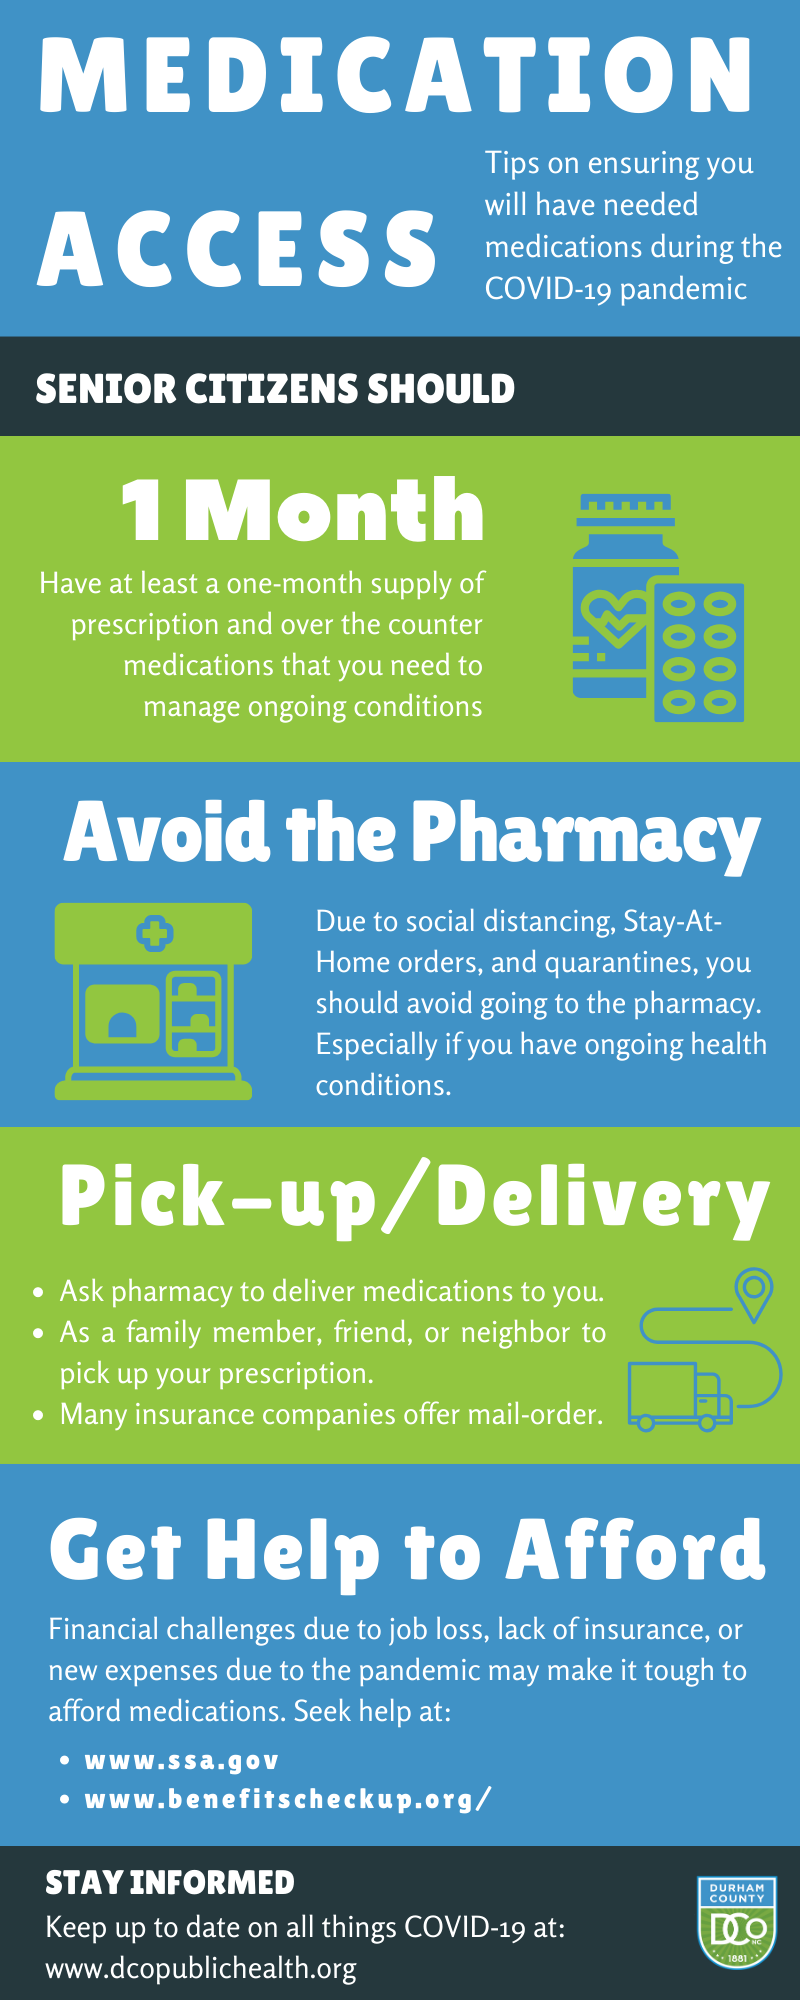 MEDICATION
ACCESS
Tips on ensuring you
will have needed
medications during the
COVID-19 pandemic
SENIOR CITIZENS SHOULD
1 Month
Have at least a one-month supply of
prescription and over the counter
medications that you need to
manage ongoing conditions
Avoid the Pharmacy
Due to social distancing, Stay-At-
Home orders, and quarantines, you
should avoid going to the pharmacy.
Especially if you have ongoing health
conditions.
Pick-up/Delivery
• Ask pharmacy to deliver medications to you.
• As a family member, friend, or neighbor to
pick up your prescription.
• Many insurance companies offer mail-order.
Get Help to Afford
Financial challenges due to job loss, lack of insurance, or
new expenses due to the pandemic may make it tough to
afford medications. Seek help at:
• www.ssa.gov
• www.benefitscheckup.org/
STAY INFORMED
Keep up to date on all things COVID-19 at:
www.dcopublichealth.org
DURHAM
COUNTY
DCo
NC
1881